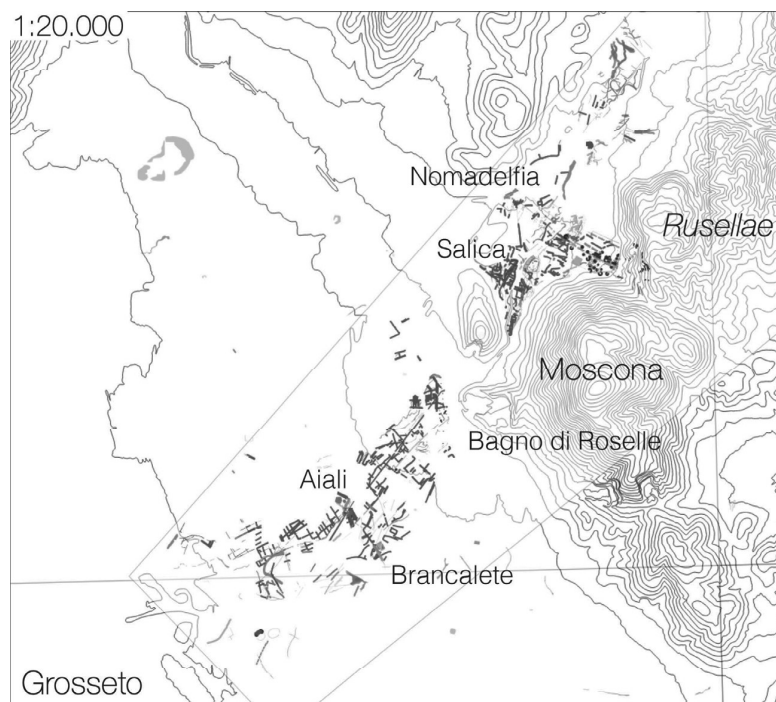 1:20.000
Nomadelfia
Rusellae
Salica
Moscona
Bagno di Roselle
Aiali
Brancalete
Grosseto